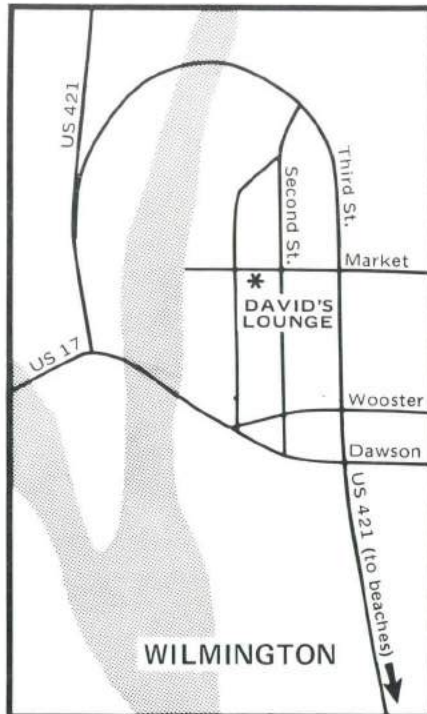 US 421
Third St.
Second St.
Market
*
DAVID'S
LOUNGE
US 17
Wooster
Dawson
US 421 (to beaches)
WILMINGTON